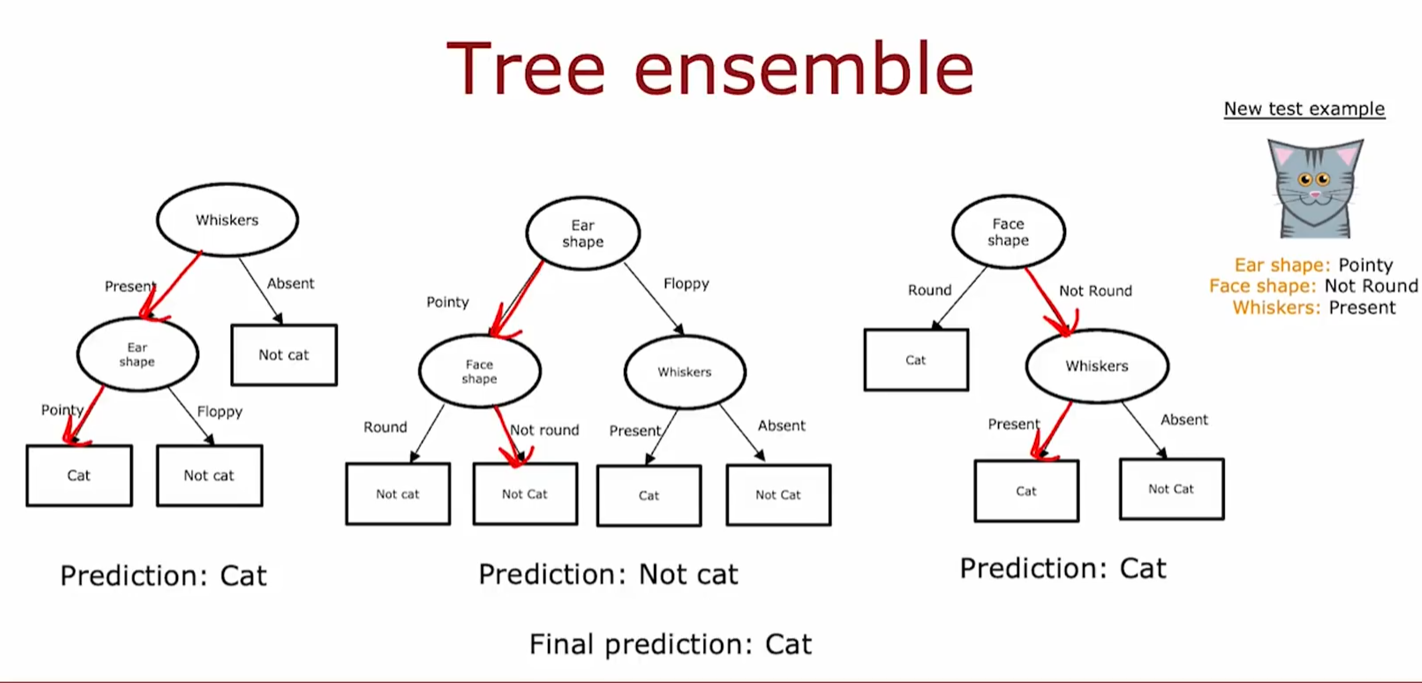 Tree ensemble
New test example
Ear shape: Pointy
Face shape: Not Round
Whiskers: Present
Whiskers
Present
Absent
Ear
shape
Not cat
Pointy
Floppy
Cat
Not cat
Prediction: Cat
Ear
shape
Pointy
Floppy
Face
shape
Whiskers
Round
Not round
Present
Absent
Not cat
Not Cat
Cat
Not Cat
Prediction: Not cat
Face
shape
Round
Not Round
Cat
Whiskers
Present
Absent
Cat
Not Cat
Prediction: Cat
Final prediction: Cat